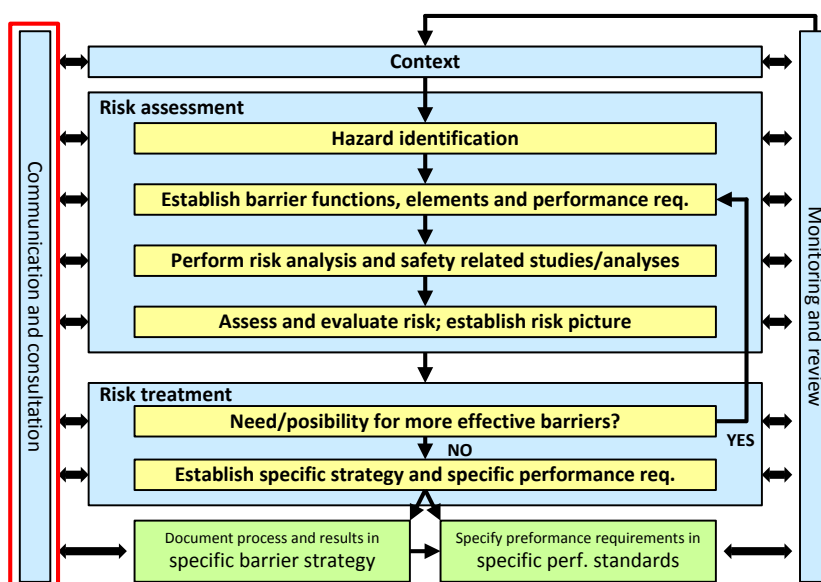 Context
Risk assessment
Hazard identification
Establish barrier functions, elements and performance req.
Perform risk analysis and safety related studies/analyses
Assess and evaluate risk; establish risk picture
Risk treatment
Need/posibility for more effective barriers?
YES
NO
Establish specific strategy and specific performance req.
Document process and results in
specific barrier strategy
Specify preformance requirements in
specific perf. standards
Communication and consultation
Monitoring and review